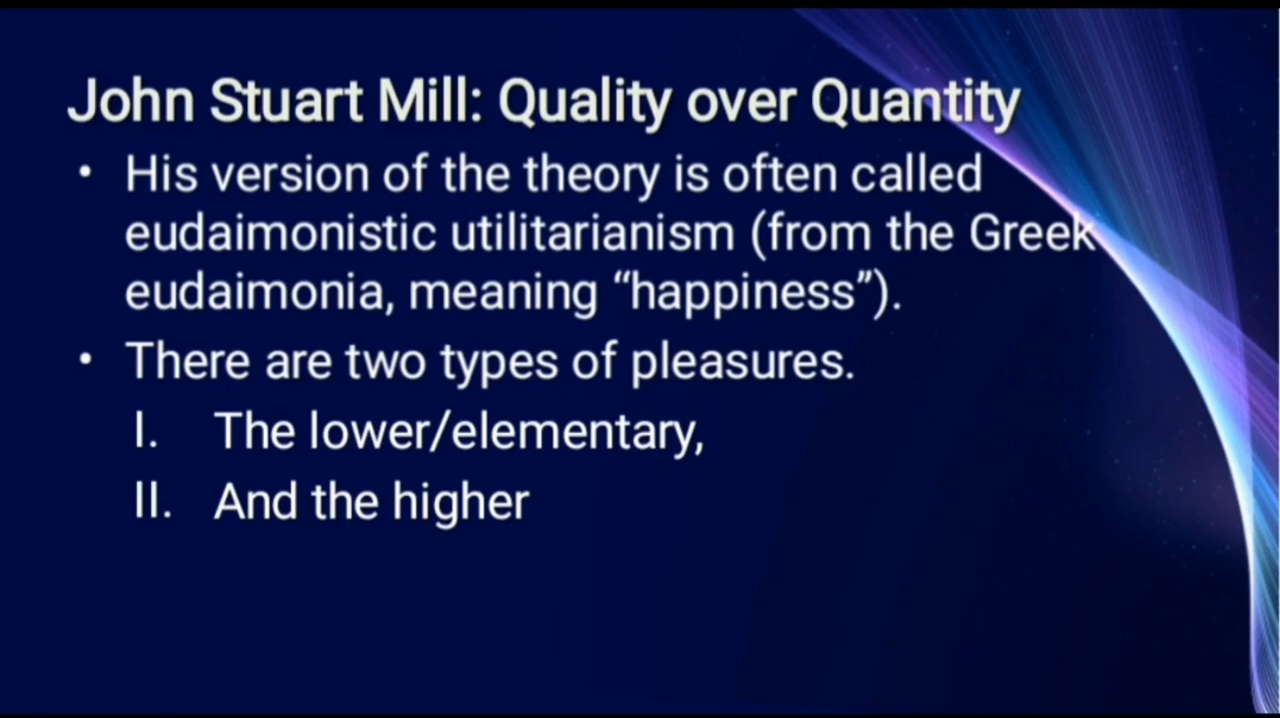 John Stuart Mill: Quality over Quantity
• His version of the theory is often called
eudaimonistic utilitarianism (from the Greek
eudaimonia, meaning “happiness”).
• There are two types of pleasures.
I. The lower/elementary,
II. And the higher